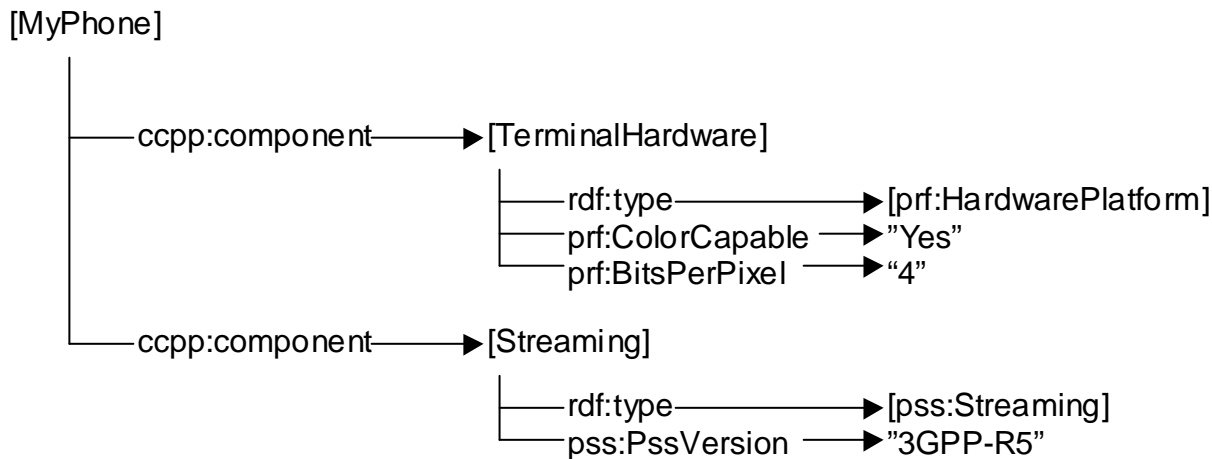 [MyPhone]
ccpp:component [TerminalHardware]
rdf:type [prf:HardwarePlatform]
prf:ColorCapable ”Yes”
prf:BitsPerPixel “4”
ccpp:component [Streaming]
rdf:type [pss:Streaming]
pss:PssVersion ”3GPP-R5”